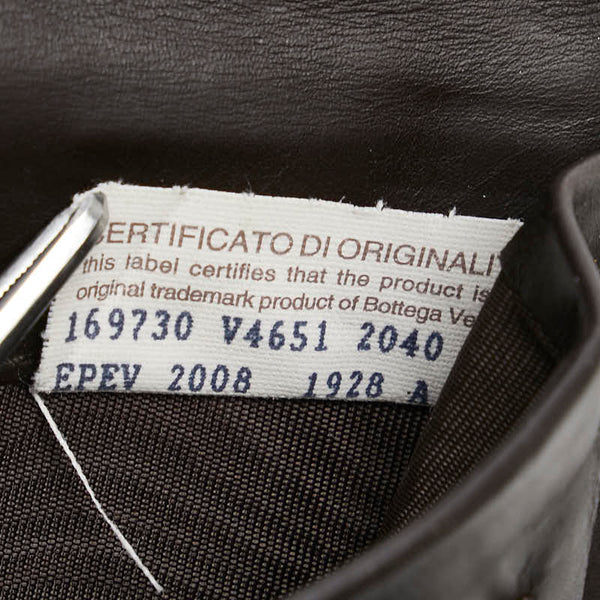 CERTIFICATO DI ORIGINALI
this label certifies that the product is
original trademark product of Bottega Ve
169730 V4651 2040
EPEV 2008 1928 A